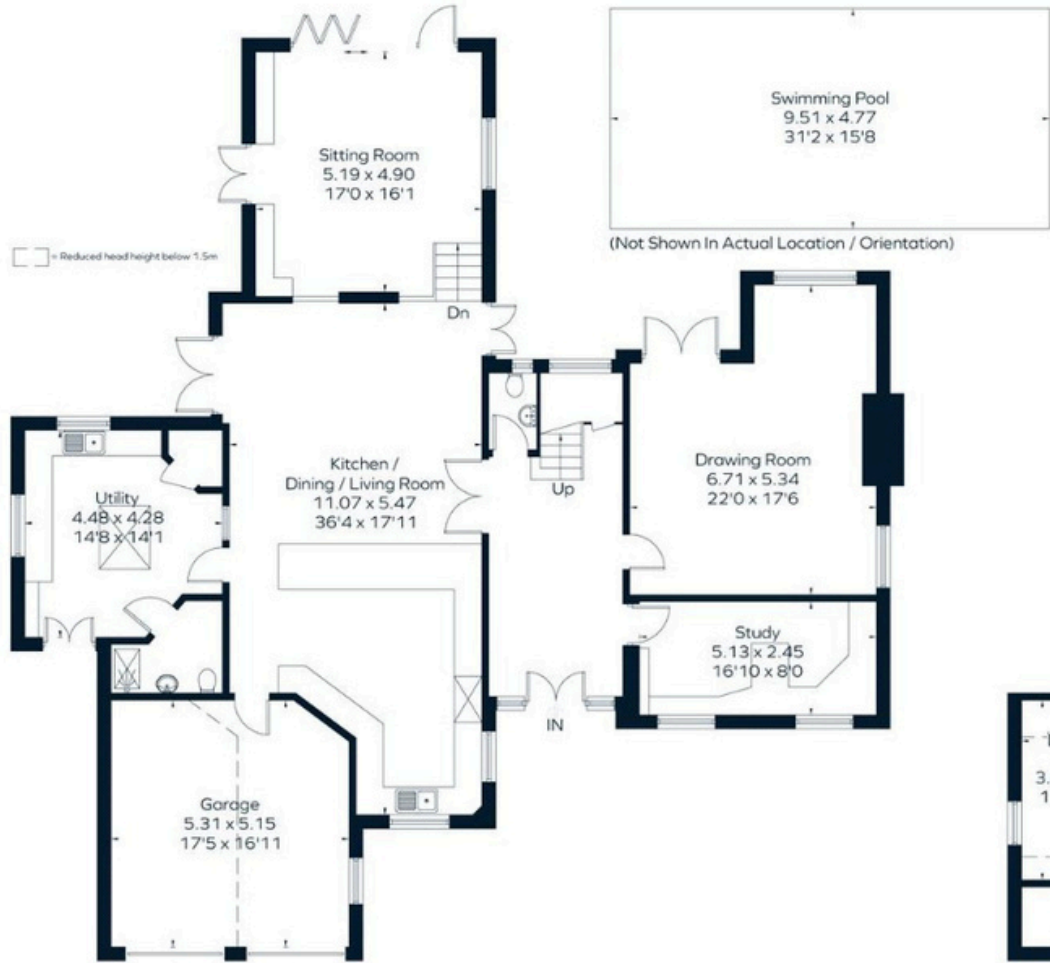 Swimming Pool
9.51 x 4.77
31'2 x 15'8
(Not Shown In Actual Location / Orientation)
Sitting Room
5.19 x 4.90
17'0 x 16'1
= Reduced head height below 1.5m
Dn
Kitchen /
Dining / Living Room
11.07 x 5.47
36'4 x 17'11
Up
Drawing Room
6.71 x 5.34
22'0 x 17'6
Utility
4.48 x 4.28
14'8 x 14'1
Study
5.13 x 2.45
16'10 x 8'0
IN
Garage
5.31 x 5.15
17'5 x 16'11
3.
1